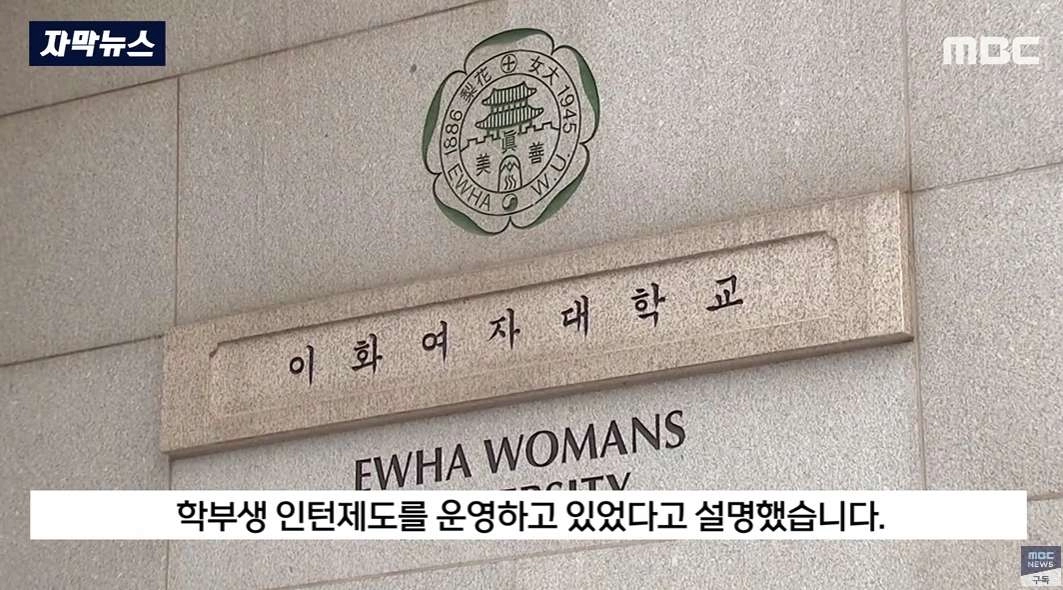 자막뉴스
MBC
1886 梨花 女大 1945
眞
美 善
EWHA W.U.
이화여자대학교
EWHA WOMANS
UNIVERSITY
학부생 인턴제도를 운영하고 있었다고 설명했습니다.
MBC
NEWS
구독